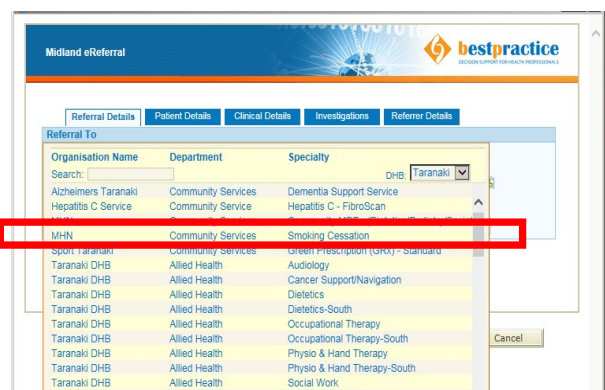 Midland eReferral
bestpractice
DECISION SUPPORT FOR HEALTH PROFESSIONALS
Referral Details Patient Details Clinical Details Investigations Referrer Details
Referral To
Organisation Name Department Specialty
Search: DHB: Taranaki
Alzheimers Taranaki Community Services Dementia Support Service
Hepatitis C Service Community Services Hepatitis C - FibroScan
MHN Community Services
MHN Community Services Smoking Cessation
Sport Taranaki Community Services Green Prescription (GRx) - Standard
Taranaki DHB Allied Health Audiology
Taranaki DHB Allied Health Cancer Support/Navigation
Taranaki DHB Allied Health Dietetics
Taranaki DHB Allied Health Dietetics-South
Taranaki DHB Allied Health Occupational Therapy
Taranaki DHB Allied Health Occupational Therapy-South
Cancel
Taranaki DHB Allied Health Physio & Hand Therapy
Taranaki DHB Allied Health Physio & Hand Therapy-South
Taranaki DHB Allied Health Social Work